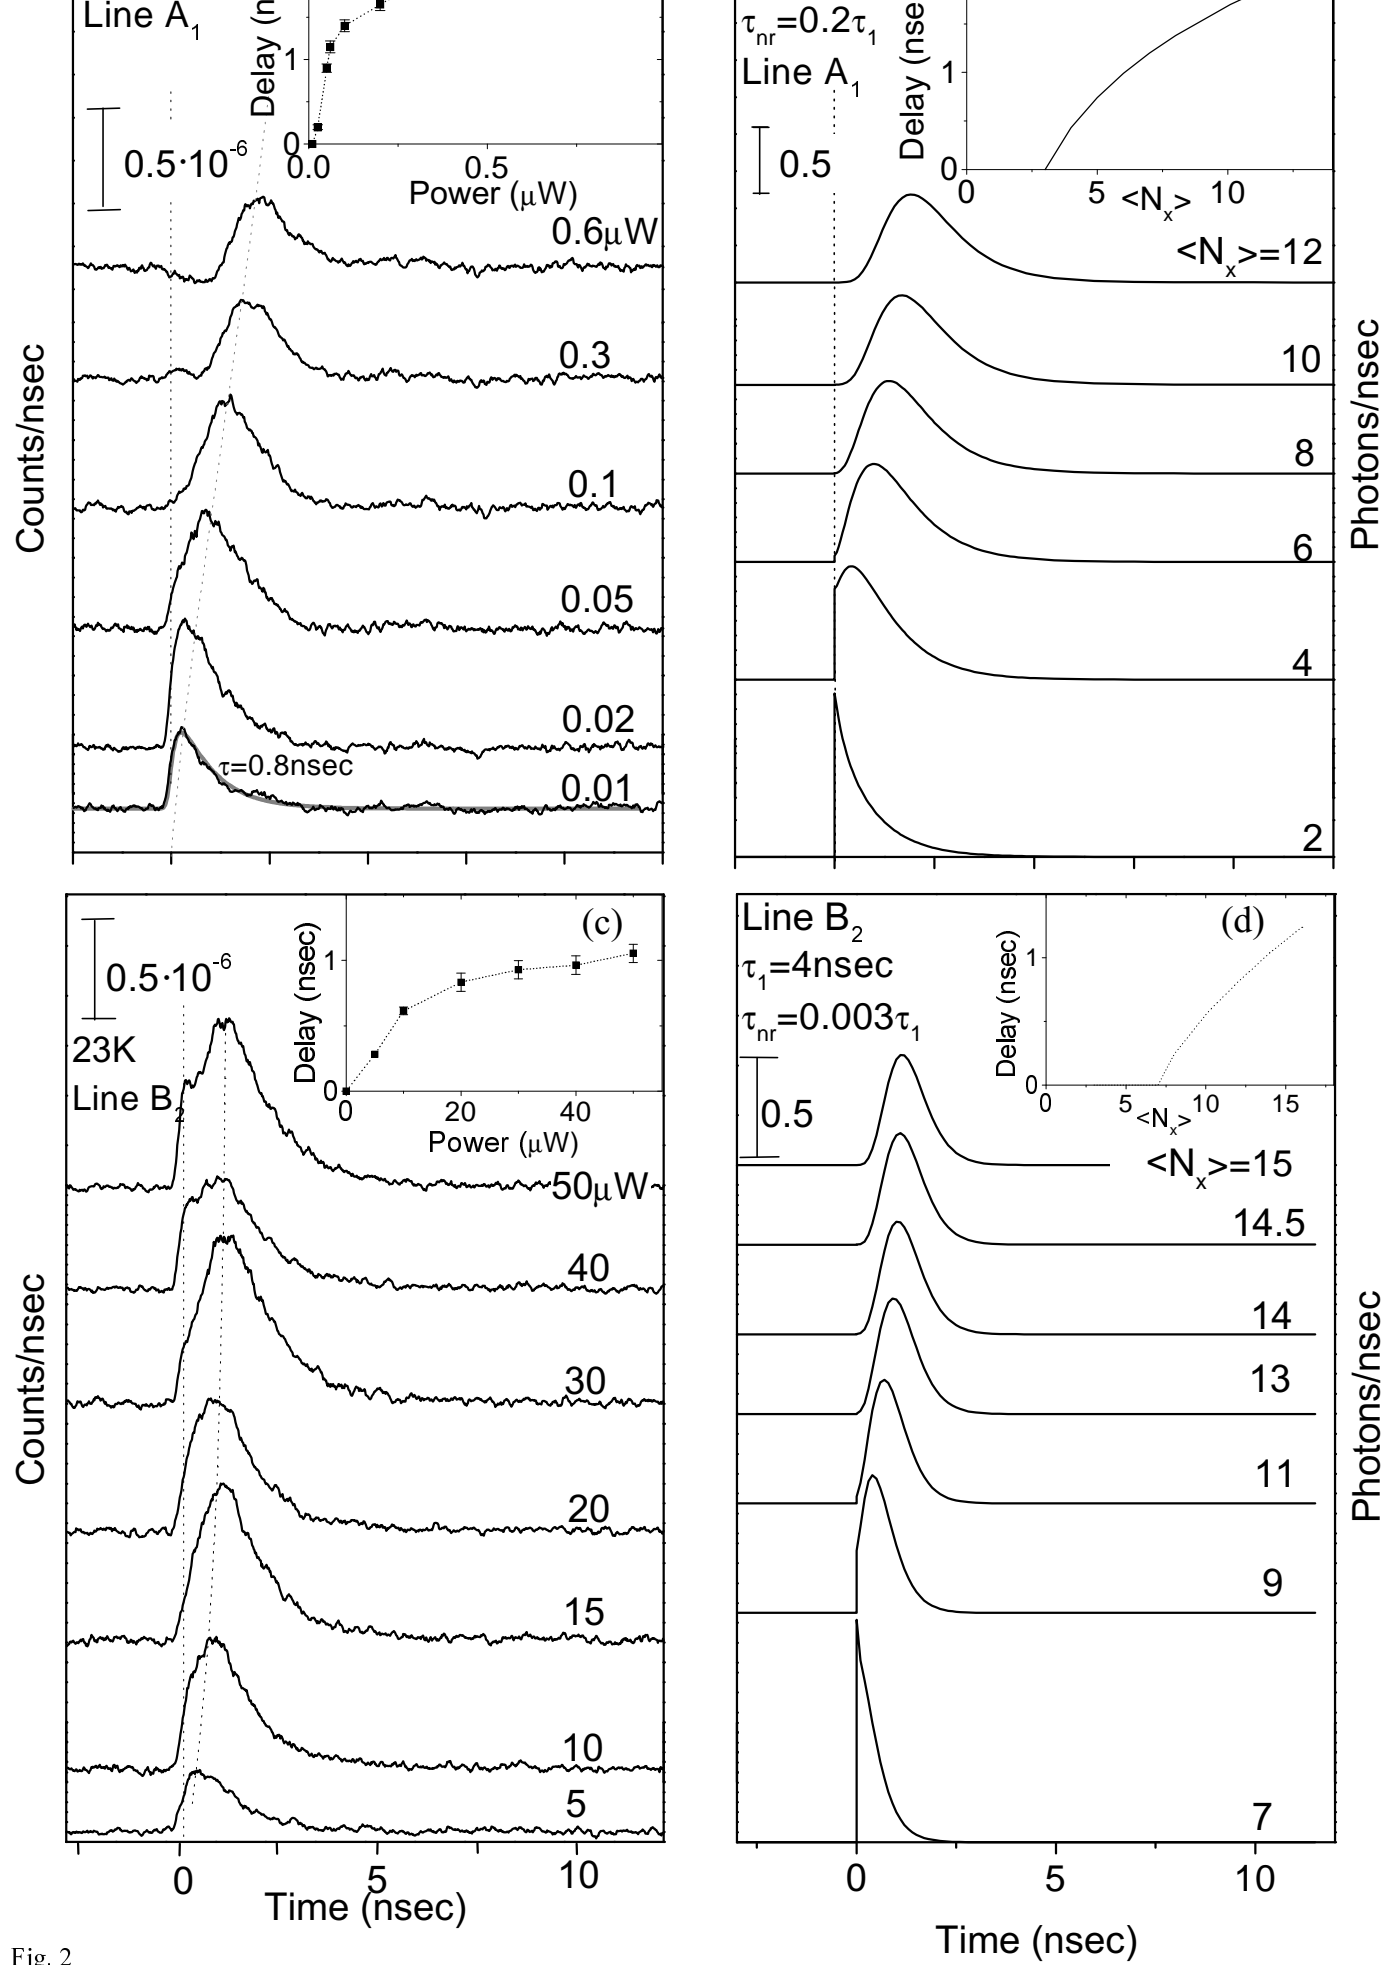 Line A1
Delay (n
1
0
0.0
0.5
Power (μW)
0.5·10-6
0.6μW
0.3
0.1
0.05
0.02
τ=0.8nsec
0.01
Counts/nsec
τnr=0.2τ1
Line A1
0.5
Delay (nse
1
0
0
5
<Nx>
10
<Nx>=12
10
8
6
4
2
Photons/nsec
0.5·10-6
23K
Line B2
(c)
Delay (nsec)
1
0
0
20
40
Power (μW)
50μW
40
30
20
15
10
5
Counts/nsec
0
5
10
Time (nsec)
Line B2
τ1=4nsec
τnr=0.003τ1
0.5
(d)
Delay (nsec)
1
0
0
5
10
15
<Nx>
<Nx>=15
14.5
14
13
11
9
7
Photons/nsec
0
5
10
Time (nsec)
Fig. 2